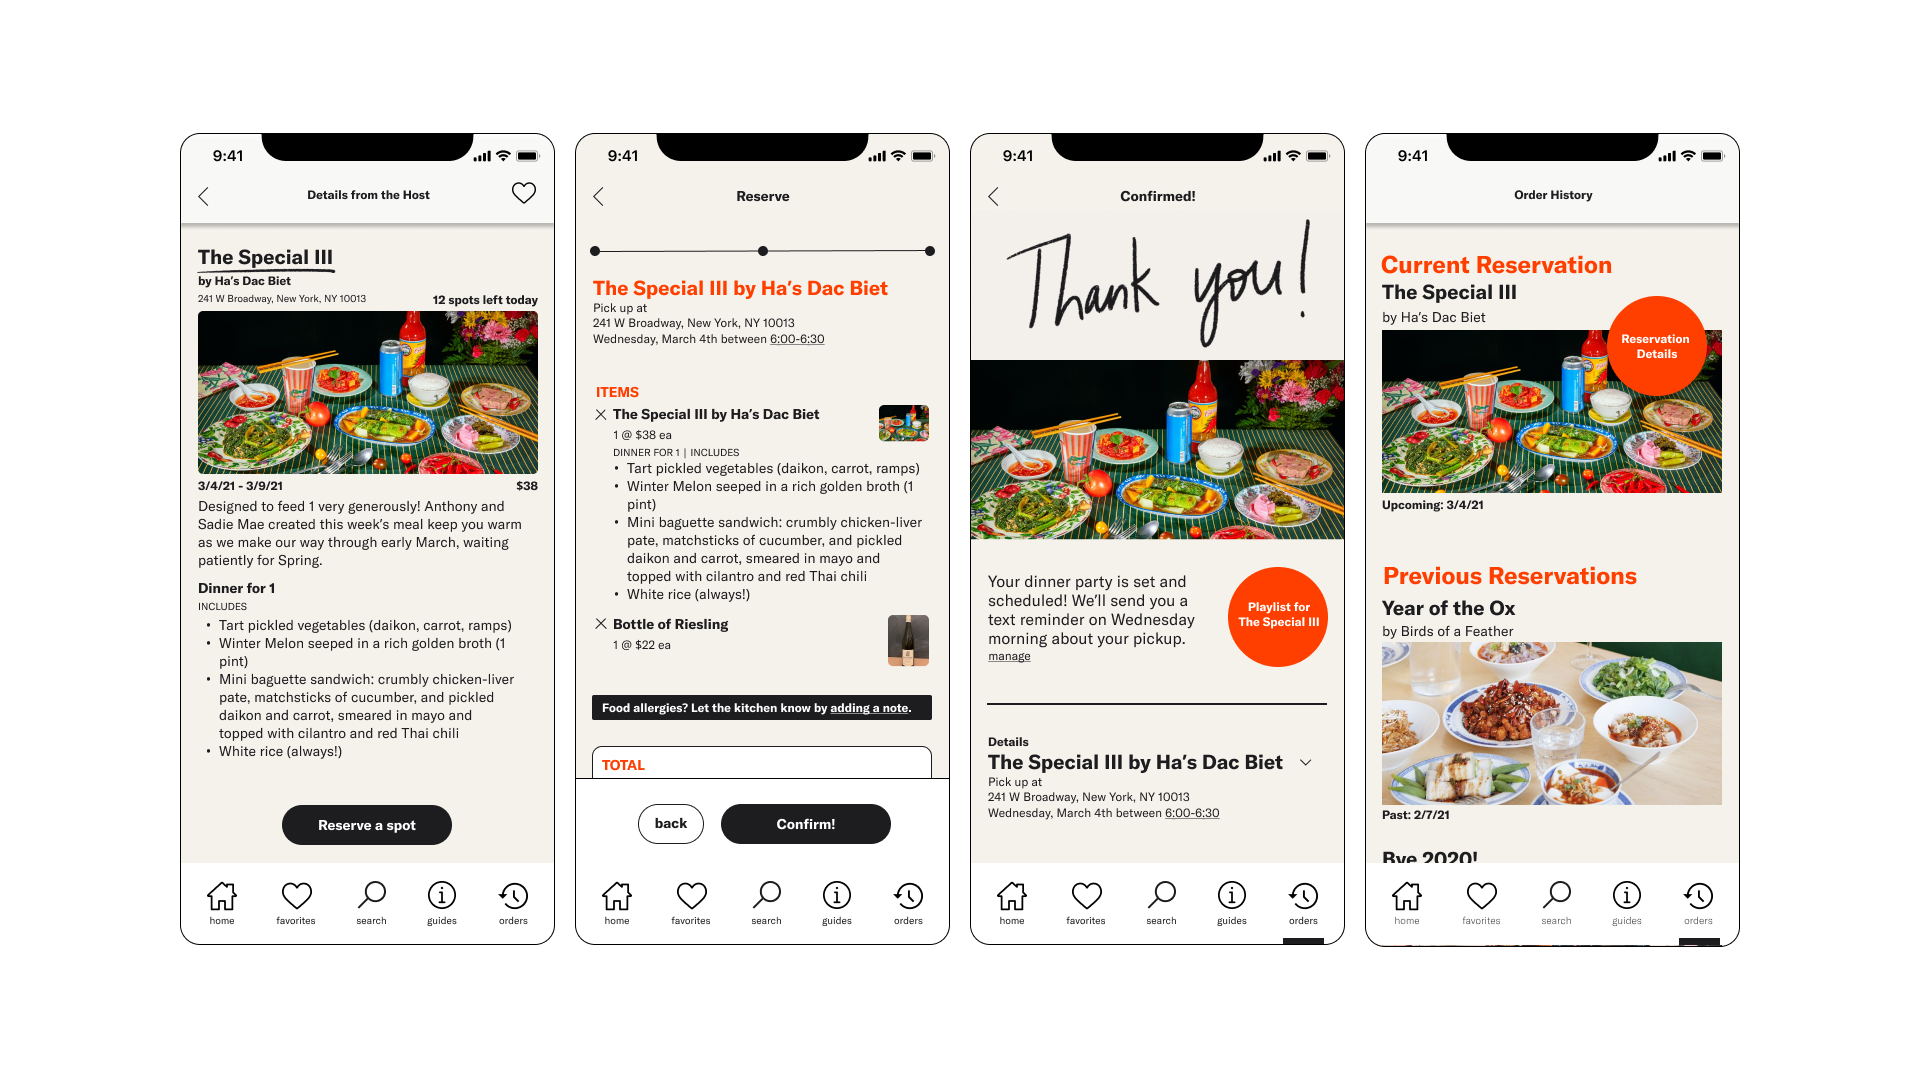 9:41
Details from the Host
The Special III
by Ha's Dac Biet
241 W Broadway, New York, NY 10013
12 spots left today
3/4/21 - 3/9/21
$38
Designed to feed 1 very generously! Anthony and
Sadie Mae created this week's meal keep you warm
as we make our way through early March, waiting
patiently for Spring.
Dinner for 1
INCLUDES
• Tart pickled vegetables (daikon, carrot, ramps)
• Winter Melon seeped in a rich golden broth (1
pint)
• Mini baguette sandwich: crumbly chicken-liver
pate, matchsticks of cucumber, and pickled
daikon and carrot, smeared in mayo and
topped with cilantro and red Thai chili
• White rice (always!)
Reserve a spot
home
favorites
search
guides
orders
9:41
Reserve
The Special III by Ha's Dac Biet
Pick up at
241 W Broadway, New York, NY 10013
Wednesday, March 4th between 6:00-6:30
ITEMS
The Special III by Ha's Dac Biet
1 @ $38 ea
DINNER FOR 1 | INCLUDES
• Tart pickled vegetables (daikon, carrot, ramps)
• Winter Melon seeped in a rich golden broth (1
pint)
• Mini baguette sandwich: crumbly chicken-liver
pate, matchsticks of cucumber, and pickled
daikon and carrot, smeared in mayo and
topped with cilantro and red Thai chili
• White rice (always!)
Bottle of Riesling
1 @ $22 ea
Food allergies? Let the kitchen know by adding a note.
TOTAL
back
Confirm!
home
favorites
search
guides
orders
9:41
Confirmed!
Thank you!
Your dinner party is set and
scheduled! We'll send you a
text reminder on Wednesday
morning about your pickup.
manage
Playlist for
The Special III
Details
The Special III by Ha's Dac Biet
Pick up at
241 W Broadway, New York, NY 10013
Wednesday, March 4th between 6:00-6:30
home
favorites
search
guides
orders
9:41
Order History
Current Reservation
The Special III
by Ha's Dac Biet
Reservation
Details
Upcoming: 3/4/21
Previous Reservations
Year of the Ox
by Birds of a Feather
Past: 2/7/21
Bye 2020!
home
favorites
search
guides
orders